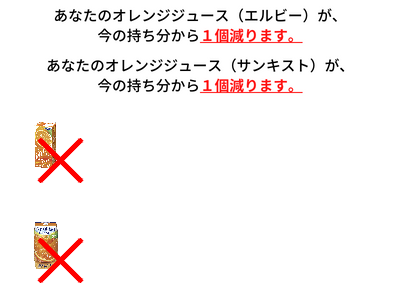 あなたのオレンジジュース（エルビー）が、
今の持ち分から１個減ります。
あなたのオレンジジュース（サンキスト）が、
今の持ち分から１個減ります。